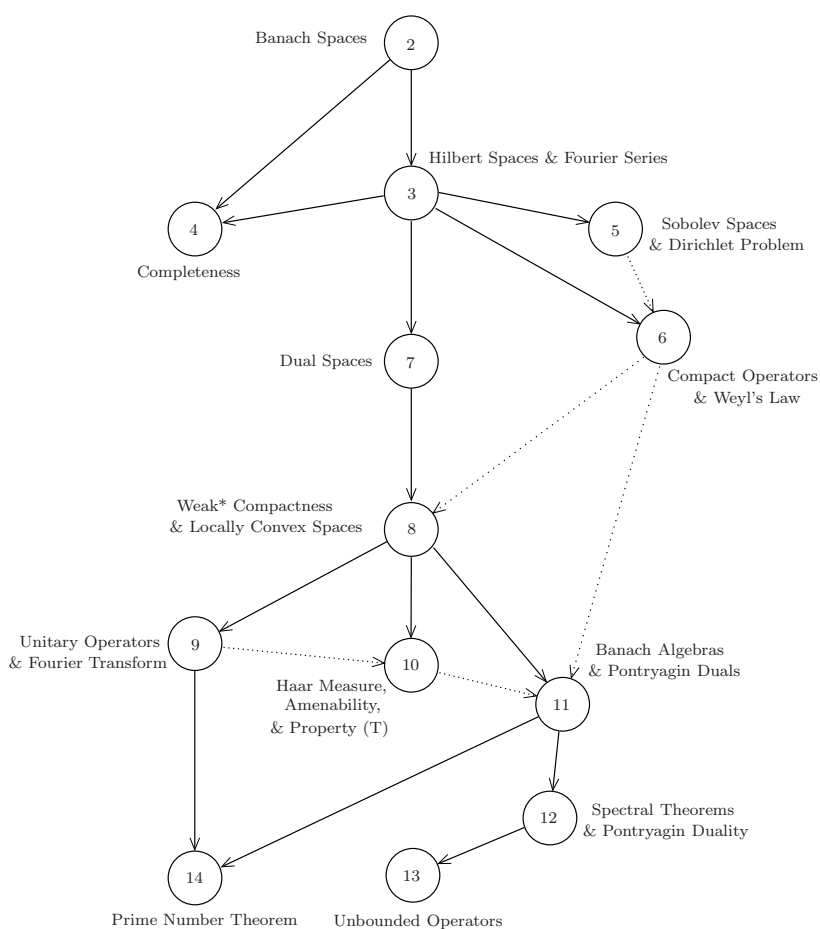 Banach Spaces
2
Hilbert Spaces & Fourier Series
3
4
Completeness
5
Sobolev Spaces
& Dirichlet Problem
6
Compact Operators
& Weyl's Law
Dual Spaces
7
Weak* Compactness
& Locally Convex Spaces
8
Unitary Operators
& Fourier Transform
9
10
Haar Measure,
Amenability,
& Property (T)
Banach Algebras
& Pontryagin Duals
11
12
Spectral Theorems
& Pontryagin Duality
14
Prime Number Theorem
13
Unbounded Operators